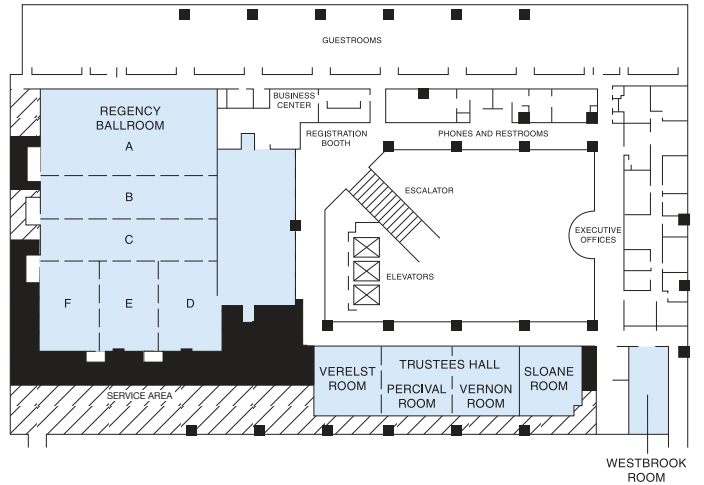 GUESTROOMS
BUSINESS
CENTER
REGENCY
BALLROOM
A
REGISTRATION
BOOTH
PHONES AND RESTROOMS
B
ESCALATOR
C
EXECUTIVE
OFFICES
ELEVATORS
F
E
D
VERELST
ROOM
TRUSTEES HALL
PERCIVAL
ROOM
VERNON
ROOM
SLOANE
ROOM
SERVICE AREA
WESTBROOK
ROOM